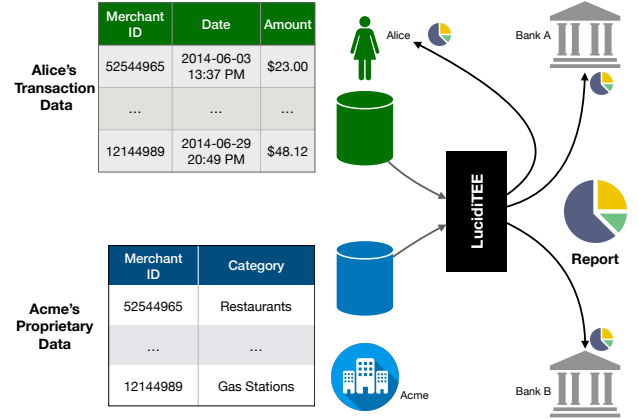 Merchant
ID
Date
Amount
52544965
2014-06-03
13:37 PM
$23.00
...
...
...
12144989
2014-06-29
20:49 PM
$48.12
Alice's
Transaction
Data
Alice
Bank A
LucidiTEE
Report
Merchant
ID
Category
52544965
Restaurants
...
...
12144989
Gas Stations
Acme's
Proprietary
Data
Acme
Bank B